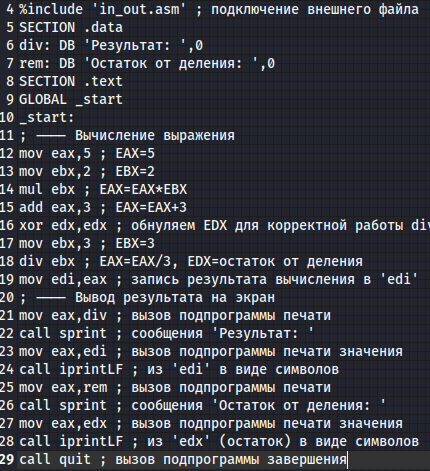 4 %include 'in_out.asm' ; подключение внешнего файла
5 SECTION .data
6 div: DB 'Результат: ',0
7 rem: DB 'Остаток от деления: ',0
8 SECTION .text
9 GLOBAL _start
10 _start:
11 ; ---- Вычисление выражения
12 mov eax,5 ; EAX=5
13 mov ebx,2 ; EBX=2
14 mul ebx ; EAX=EAX*EBX
15 add eax,3 ; EAX=EAX+3
16 xor edx,edx ; обнуляем EDX для корректной работы div
17 mov ebx,3 ; EBX=3
18 div ebx ; EAX=EAX/3, EDX=остаток от деления
19 mov edi,eax ; запись результата вычисления в 'edi'
20 ; ---- Вывод результата на экран
21 mov eax,div ; вызов подпрограммы печати
22 call sprint ; сообщения 'Результат: '
23 mov eax,edi ; вызов подпрограммы печати значения
24 call iprintLF ; из 'edi' в виде символов
25 mov eax,rem ; вызов подпрограммы печати
26 call sprint ; сообщения 'Остаток от деления: '
27 mov eax,edx ; вызов подпрограммы печати значения
28 call iprintLF ; из 'edx' (остаток) в виде символов
29 call quit ; вызов подпрограммы завершения